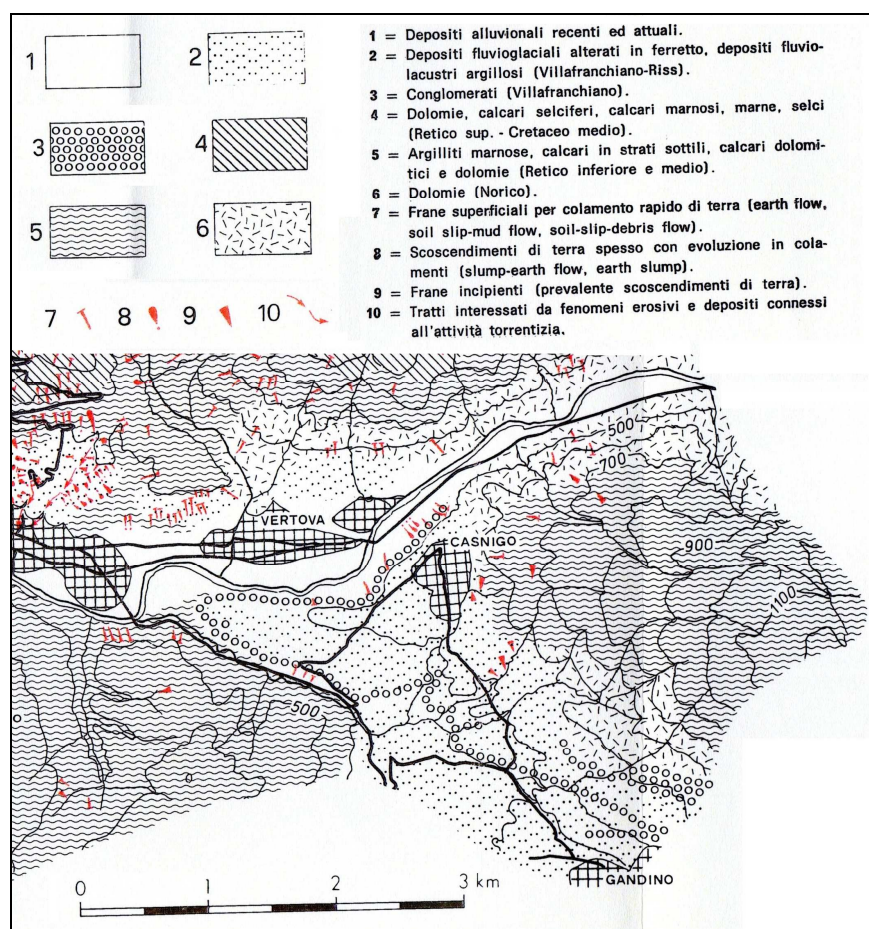 1
2
3
4
5
6
7
8
9
10
1 = Depositi alluvionali recenti ed attuali.
2 = Depositi fluvioglaciali alterati in ferretto, depositi fluvio-
lacustri argillosi (Villafranchiano-Riss).
3 = Conglomerati (Villafranchiano).
4 = Dolomie, calcari selciferi, calcari marnosi, marne, selci
(Retico sup. - Cretaceo medio).
5 = Argilliti marnose, calcari in strati sottili, calcari dolomi-
tici e dolomie (Retico inferiore e medio).
6 = Dolomie (Norico).
7 = Frane superficiali per colamento rapido di terra (earth flow,
soil slip-mud flow, soil-slip-debris flow).
8 = Scoscendimenti di terra spesso con evoluzione in cola-
menti (slump-earth flow, earth slump).
9 = Frane incipienti (prevalente scoscendimenti di terra).
10 = Tratti interessati da fenomeni erosivi e depositi connessi
all'attività torrentizia.
500
700
VERTOVA
CASNIGO
900
1100
500
GANDINO
0 1 2 3 km